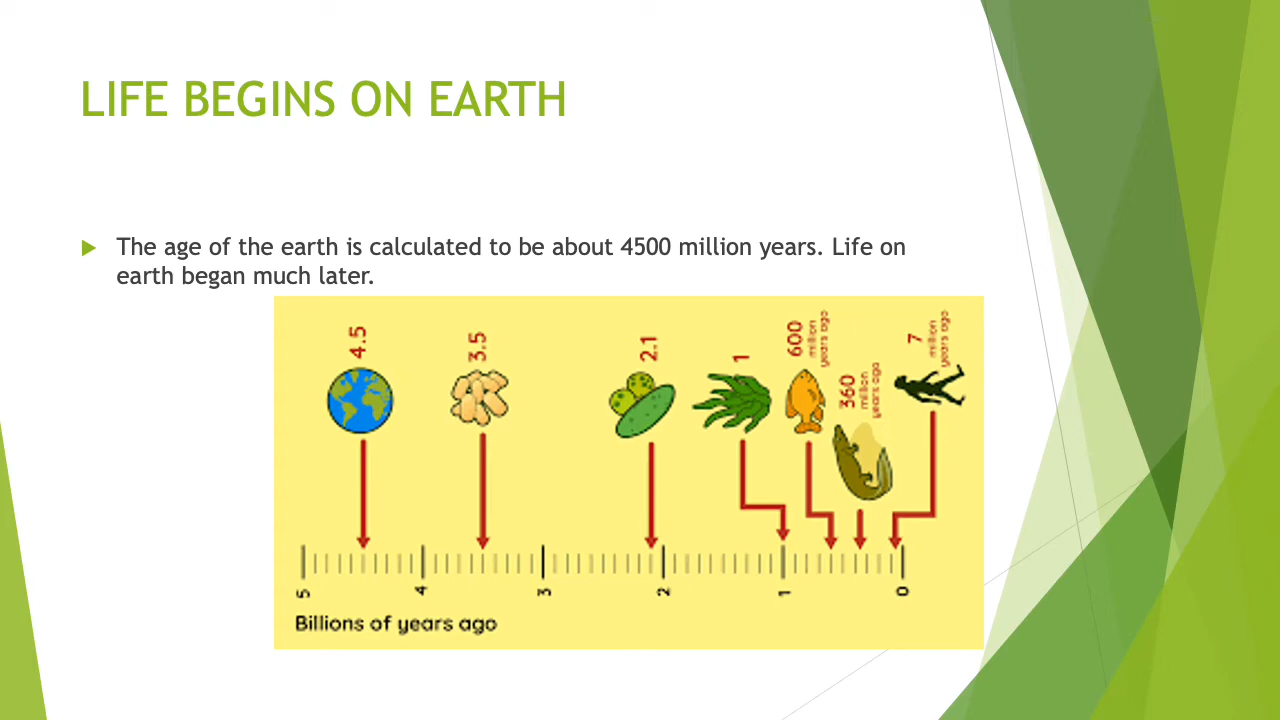 LIFE BEGINS ON EARTH
The age of the earth is calculated to be about 4500 million years. Life on
earth began much later.
4.5
3.5
2.1
1
600
million
years ago
360
million
years ago
7
million
years ago
5
4
3
2
1
0
Billions of years ago